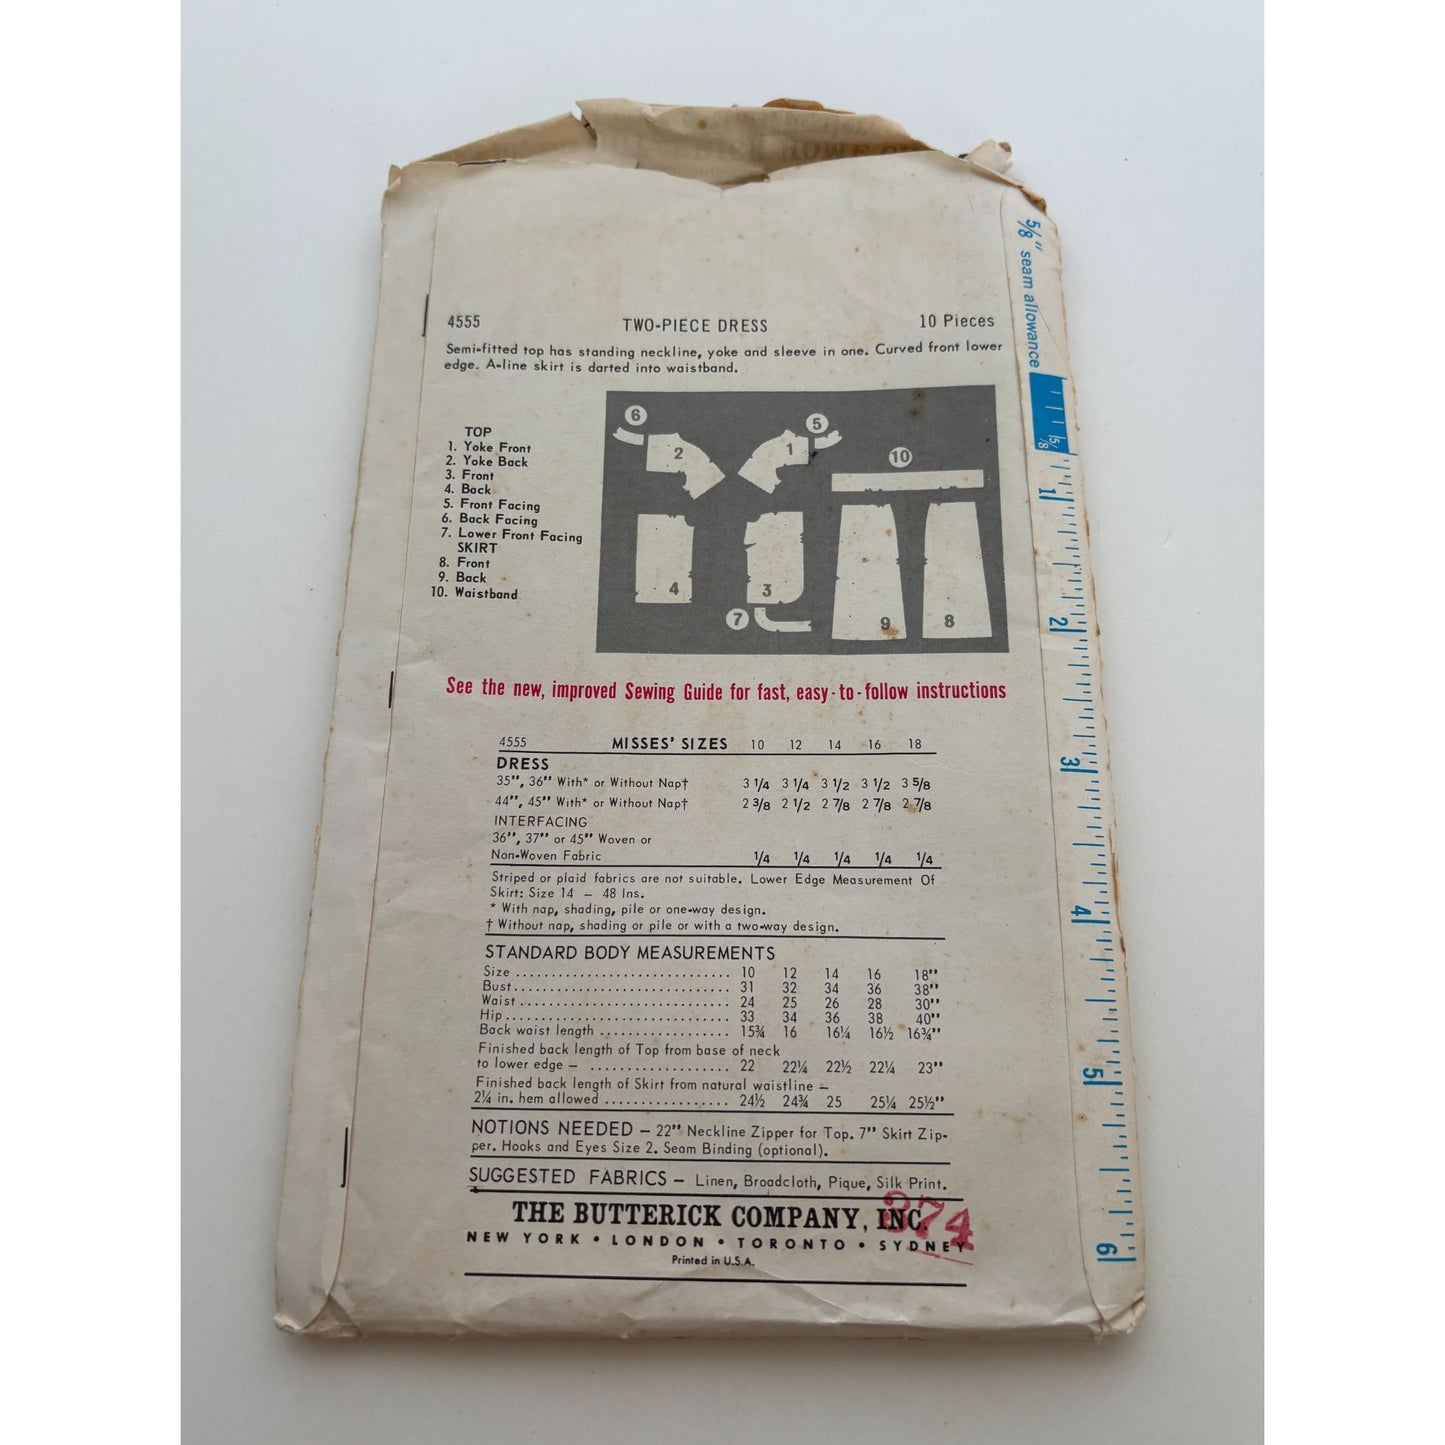 4555 TWO-PIECE DRESS 10 Pieces
Semi-fitted top has standing neckline, yoke and sleeve in one. Curved front lower
edge. A-line skirt is darted into waistband.
TOP
1. Yoke Front
2. Yoke Back
3. Front
4. Back
5. Front Facing
6. Back Facing
7. Lower Front Facing
SKIRT
8. Front
9. Back
10. Waistband
6 2 1 5 10
4 3 7 9 8
See the new, improved Sewing Guide for fast, easy-to-follow instructions
4555 MISSES' SIZES 10 12 14 16 18
DRESS
35", 36" With* or Without Nap† 3 1/4 3 1/4 3 1/2 3 1/2 3 5/8
44", 45" With* or Without Nap† 2 3/8 2 1/2 2 7/8 2 7/8 2 7/8
INTERFACING
36", 37" or 45" Woven or
Non-Woven Fabric 1/4 1/4 1/4 1/4 1/4
Striped or plaid fabrics are not suitable. Lower Edge Measurement Of
Skirt: Size 14 — 48 Ins.
* With nap, shading, pile or one-way design.
† Without nap, shading or pile or with a two-way design.
STANDARD BODY MEASUREMENTS
Size 10 12 14 16 18"
Bust 31 32 34 36 38"
Waist 24 25 26 28 30"
Hip 33 34 36 38 40"
Back waist length 15¾ 16 16¼ 16½ 16¾"
Finished back length of Top from base of neck
to lower edge — 22 22¼ 22½ 22¼ 23"
Finished back length of Skirt from natural waistline —
2¼ in. hem allowed 24½ 24¾ 25 25¼ 25½"
NOTIONS NEEDED — 22" Neckline Zipper for Top. 7" Skirt Zip-
per. Hooks and Eyes Size 2. Seam Binding (optional).
SUGGESTED FABRICS — Linen, Broadcloth, Pique, Silk Print.
374
THE BUTTERICK COMPANY, INC.
NEW YORK • LONDON • TORONTO • SYDNEY
Printed in U.S.A.
5/8" seam allowance
5/8
1
2
3
4
5
6